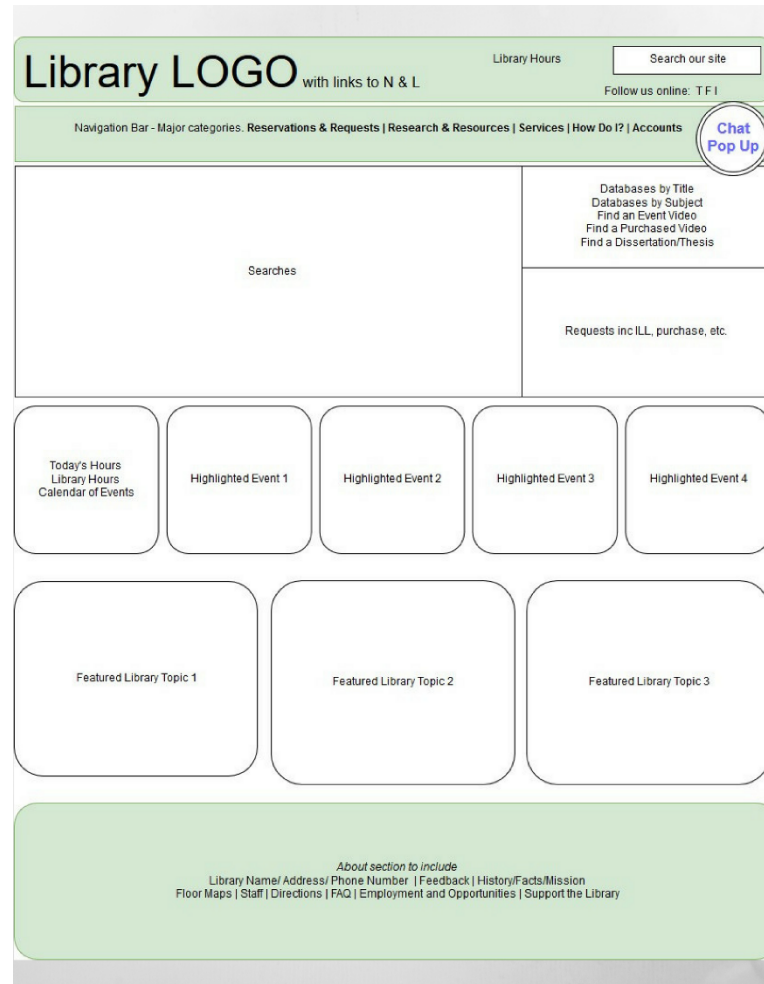 Library LOGO with links to N & L
Library Hours
Search our site
Follow us online: T F I
Navigation Bar - Major categories. Reservations & Requests | Research & Resources | Services | How Do I? | Accounts
Chat
Pop Up
Searches
Databases by Title
Databases by Subject
Find an Event Video
Find a Purchased Video
Find a Dissertation/Thesis
Requests inc ILL, purchase, etc.
Today's Hours
Library Hours
Calendar of Events
Highlighted Event 1
Highlighted Event 2
Highlighted Event 3
Highlighted Event 4
Featured Library Topic 1
Featured Library Topic 2
Featured Library Topic 3
About section to include
Library Name/ Address/ Phone Number | Feedback | History/Facts/Mission
Floor Maps | Staff | Directions | FAQ | Employment and Opportunities | Support the Library